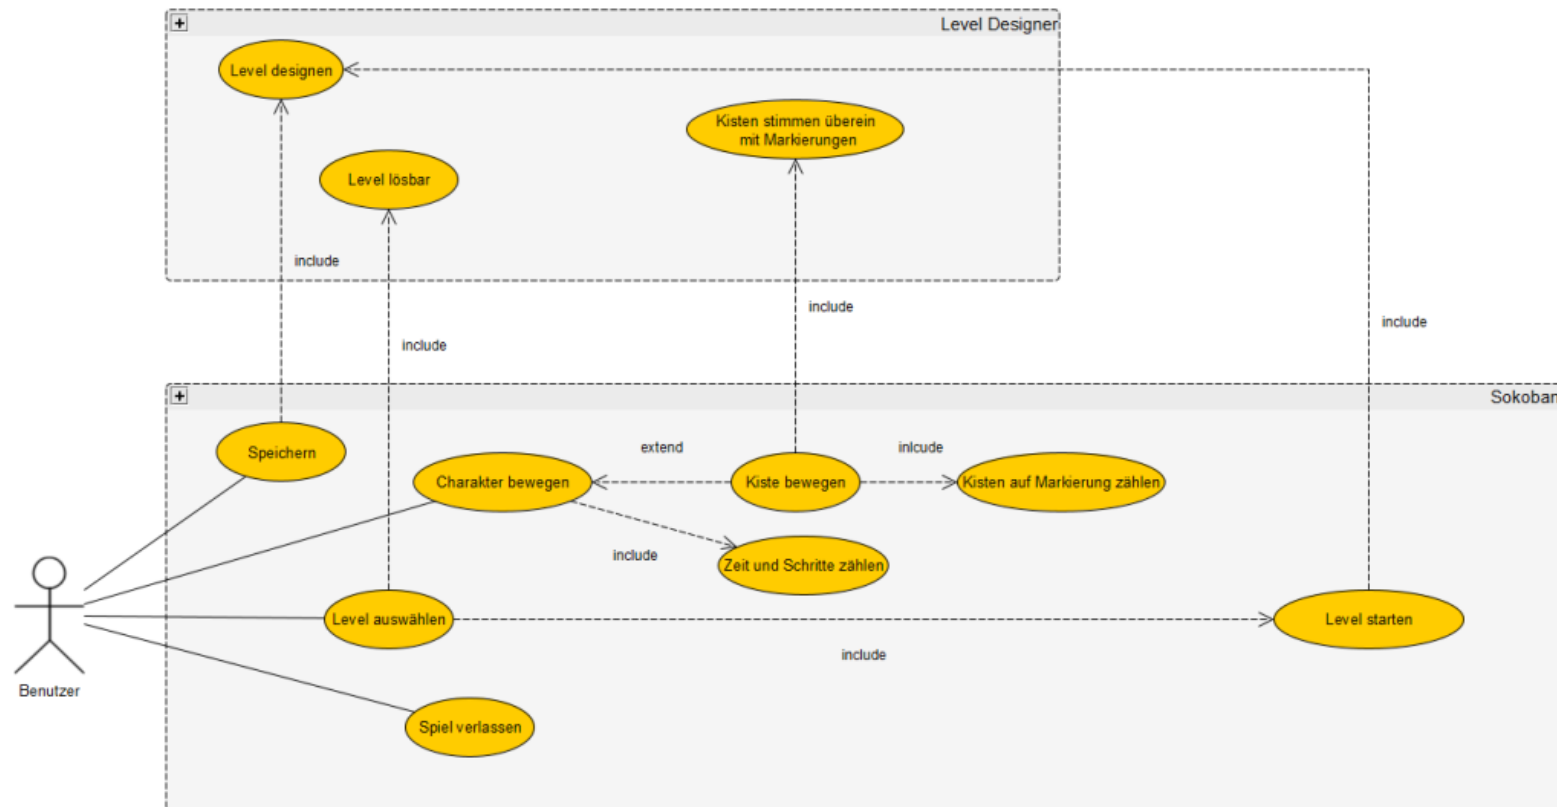 Level Designer
Level designen
Kisten stimmen überein
mit Markierungen
Level lösbar
include
include
include
include
Sokoban
Speichern
extend
inlcude
Charakter bewegen
Kiste bewegen
Kisten auf Markierung zählen
include
Zeit und Schritte zählen
Level auswählen
Level starten
include
Benutzer
Spiel verlassen